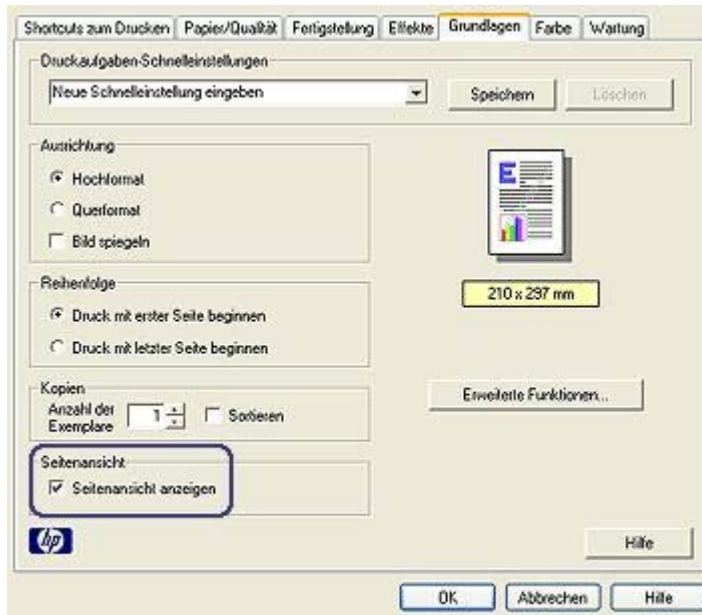 Shortcuts zum Drucken Papier/Qualität Fertigstellung Effekte Grundlagen Farbe Wartung
Druckaufgaben-Schnelleinstellungen
Neue Schnelleinstellung eingeben Speichern Löschen
Ausrichtung
Hochformat
Querformat
Bild spiegeln
E
210 x 297 mm
Reihenfolge
Druck mit erster Seite beginnen
Druck mit letzter Seite beginnen
Kopien
Anzahl der
Exemplare 1 Sortieren
Erweiterte Funktionen...
Seitenansicht
Seitenansicht anzeigen
hp Hilfe
OK Abbrechen Hilfe